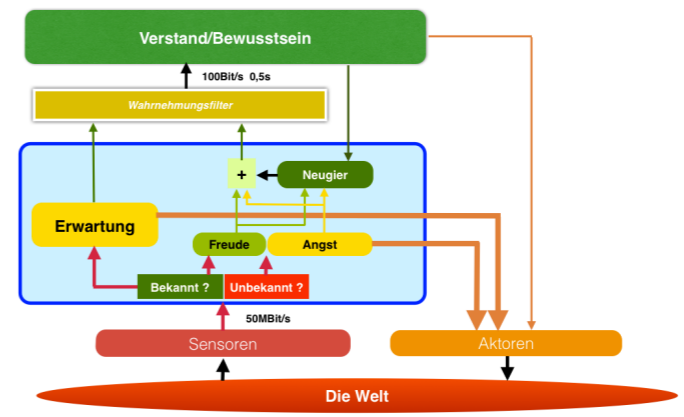 Verstand/Bewusstsein
100Bit/s 0,5s
Wahrnehmungsfilter
+
Neugier
Erwartung
Freude
Angst
Bekannt ?
Unbekannt ?
50MBit/s
Sensoren
Aktoren
Die Welt